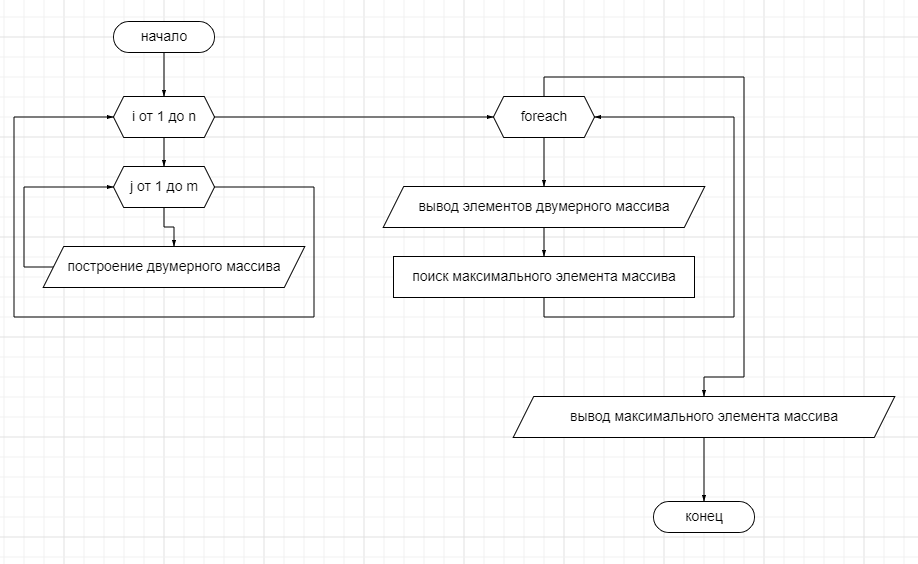 начало
i от 1 до n
j от 1 до m
построение двумерного массива
foreach
вывод элементов двумерного массива
поиск максимального элемента массива
вывод максимального элемента массива
конец